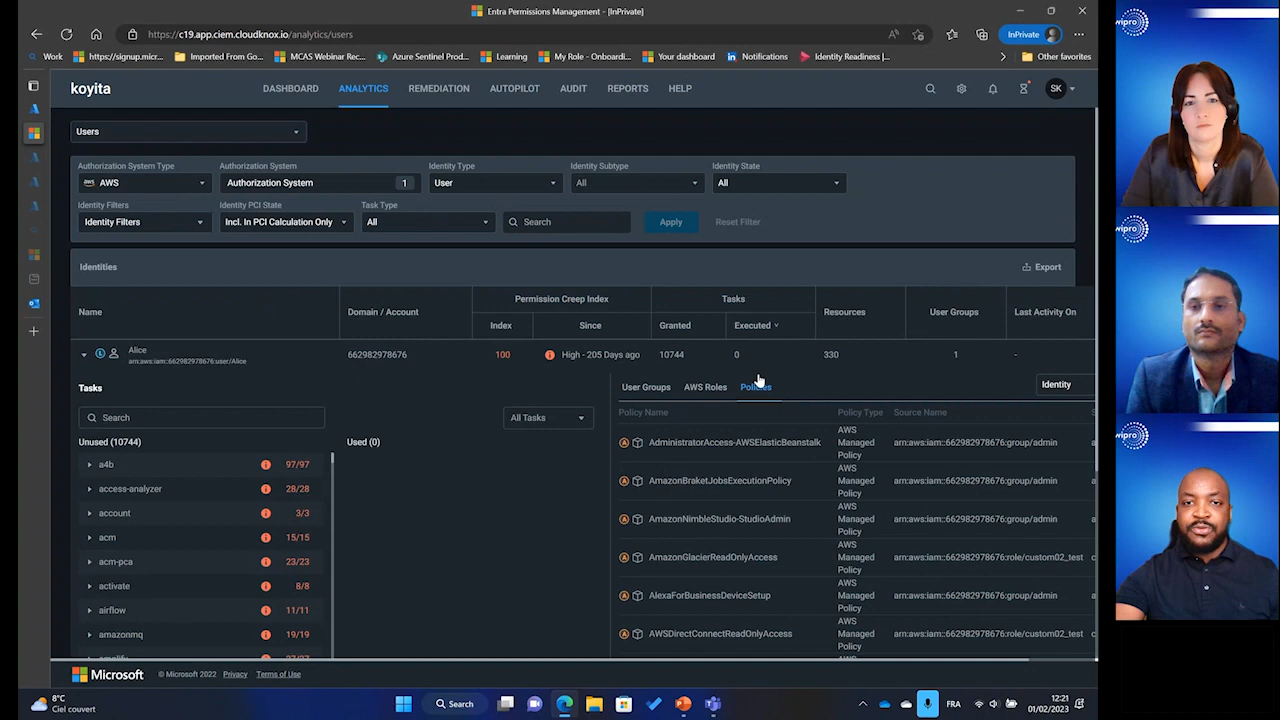 Entra Permissions Management - [InPrivate]
https://c19.app.ciem.cloudknox.io/analytics/users
InPrivate
Work
https://signup.micr...
Imported From Go...
MCAS Webinar Rec...
Azure Sentinel Prod...
Learning
My Role - Onboardi...
Your dashboard
Notifications
Identity Readiness |...
Other favorites
koyita
DASHBOARD
ANALYTICS
REMEDIATION
AUTOPILOT
AUDIT
REPORTS
HELP
SK
Users
Authorization System Type
Authorization System
Identity Type
Identity Subtype
Identity State
aws AWS
Authorization System 1
User
All
All
Identity Filters
Identity PCI State
Task Type
Identity Filters
Incl. In PCI Calculation Only
All
Search
Apply
Reset Filter
Identities
Export
Name
Domain / Account
Permission Creep Index
Index
Since
Tasks
Granted
Executed
Resources
User Groups
Last Activity On
L
Alice
arn:aws:iam::662982978676:user/Alice
662982978676
100
High - 205 Days ago
10744
0
330
1
-
Tasks
Search
All Tasks
Unused (10744)
Used (0)
a4b 97/97
access-analyzer 28/28
account 3/3
acm 15/15
acm-pca 23/23
activate 8/8
airflow 11/11
amazonmq 19/19
User Groups
AWS Roles
Policies
Identity
Policy Name
Policy Type
Source Name
AdministratorAccess-AWSElasticBeanstalk
AWS
Managed
Policy
arn:aws:iam::662982978676:group/admin
AmazonBraketJobsExecutionPolicy
AWS
Managed
Policy
arn:aws:iam::662982978676:group/admin
AmazonNimbleStudio-StudioAdmin
AWS
Managed
Policy
arn:aws:iam::662982978676:group/admin
AmazonGlacierReadOnlyAccess
AWS
Managed
Policy
arn:aws:iam::662982978676:role/custom02_test
AlexaForBusinessDeviceSetup
AWS
Managed
Policy
arn:aws:iam::662982978676:group/admin
AWSDirectConnectReadOnlyAccess
AWS
Managed
Policy
arn:aws:iam::662982978676:role/custom02_test
Microsoft
© Microsoft 2022
Privacy
Terms of Use
8°C
Ciel couvert
Search
FRA
12:21
01/02/2023
wipro
wipro
wipro